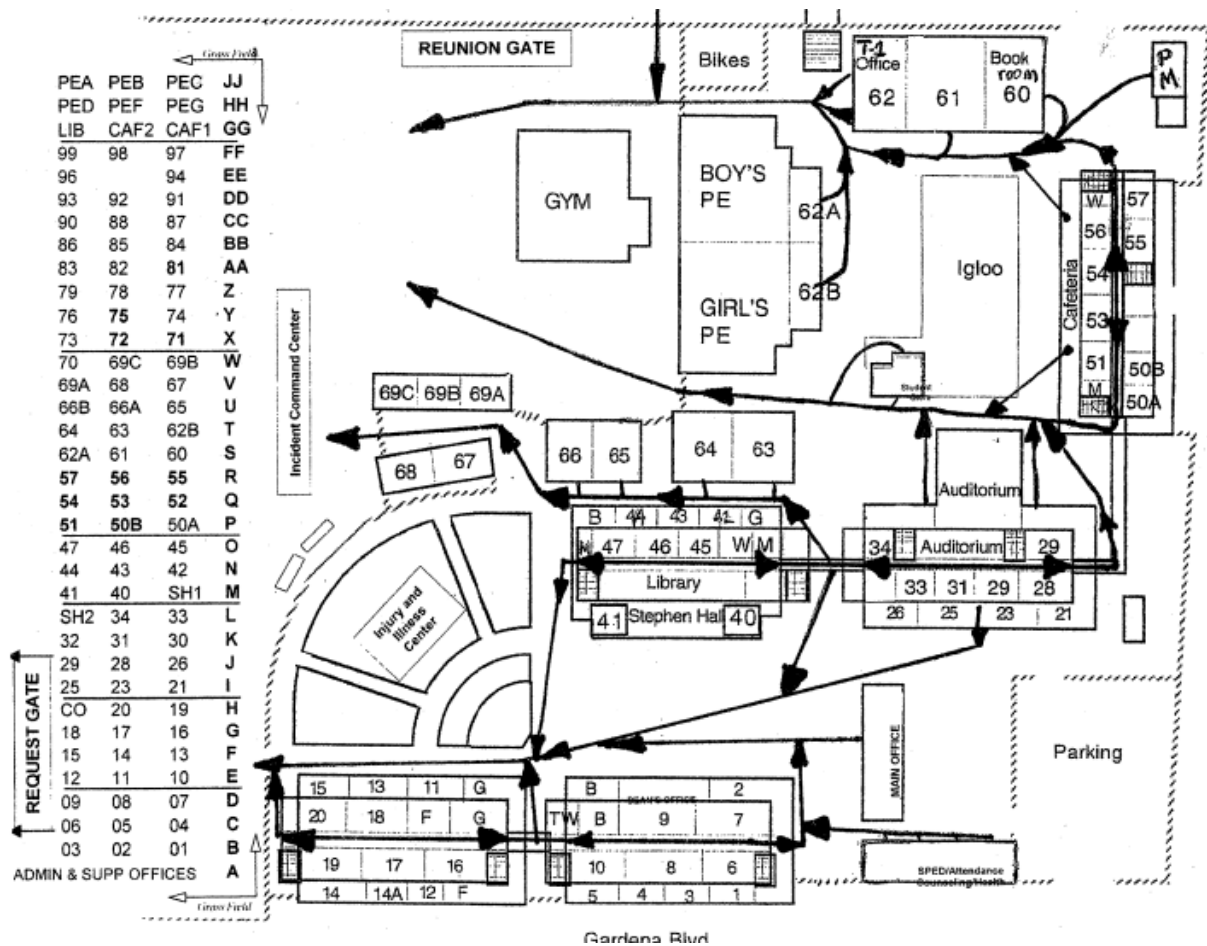 Grass Field
PEA PEB PEC JJ
PED PEF PEG HH
LIB CAF2 CAF1 GG
99 98 97 FF
96 94 EE
93 92 91 DD
90 88 87 CC
86 85 84 BB
83 82 81 AA
79 78 77 Z
76 75 74 Y
73 72 71 X
70 69C 69B W
69A 68 67 V
66B 66A 65 U
64 63 62B T
62A 61 60 S
57 56 55 R
54 53 52 Q
51 50B 50A P
47 46 45 O
44 43 42 N
41 40 SH1 M
SH2 34 33 L
32 31 30 K
29 28 26 J
25 23 21 I
CO 20 19 H
18 17 16 G
15 14 13 F
12 11 10 E
09 08 07 D
06 05 04 C
03 02 01 B
ADMIN & SUPP OFFICES A
Grass Field
REQUEST GATE
REUNION GATE
Bikes
T-1
Office
62
61
Book
room
60
PM
GYM
BOY'S
PE
62A
GIRL'S
PE
62B
Igloo
Cafeteria
W
56
54
53
51
M
57
55
50B
50A
Incident Command Center
69C 69B 69A
68 67
66 65
64 63
Student
Auditorium
B 44 43 G
M 47 46 45 W M
Library
41 Stephen Hall 40
34 Auditorium 29
33 31 29 28
26 25 23 21
Injury and
Illness
Center
MAIN OFFICE
Parking
15 13 11 G
20 18 F G
19 17 16
14 14A 12 F
B 2
DEAN'S OFFICE
TW B 9 7
10 8 6
5 4 3 1
SPED/Attendance
Counseling/Health
Gardena Blvd